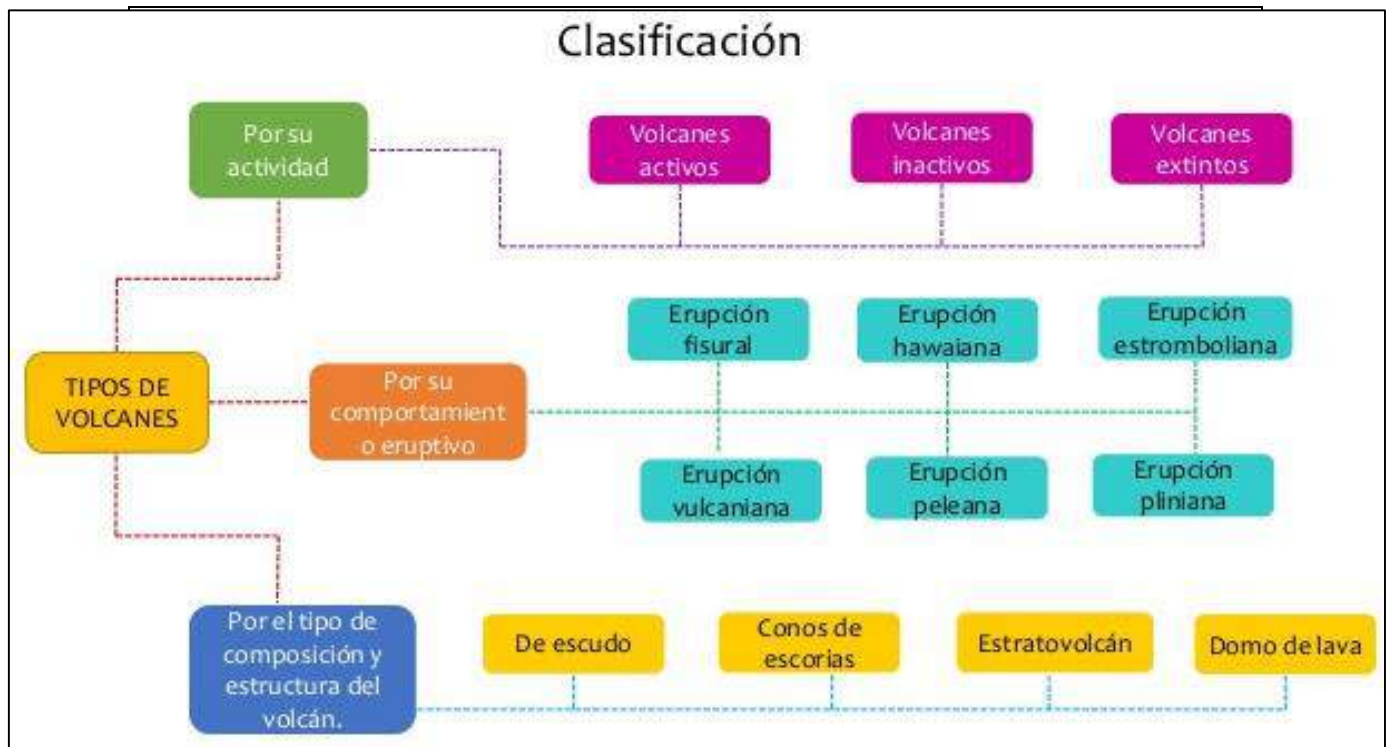 Clasificación
Por su
actividad
Volcanes
activos
Volcanes
inactivos
Volcanes
extintos
TIPOS DE
VOLCANES
Por su
comportamient
o eruptivo
Erupción
fisural
Erupción
hawaiana
Erupción
estromboliana
Erupción
vulcaniana
Erupción
peleana
Erupción
pliniana
Por el tipo de
composición y
estructura del
volcán.
De escudo
Conos de
escorias
Estratovolcán
Domo de lava